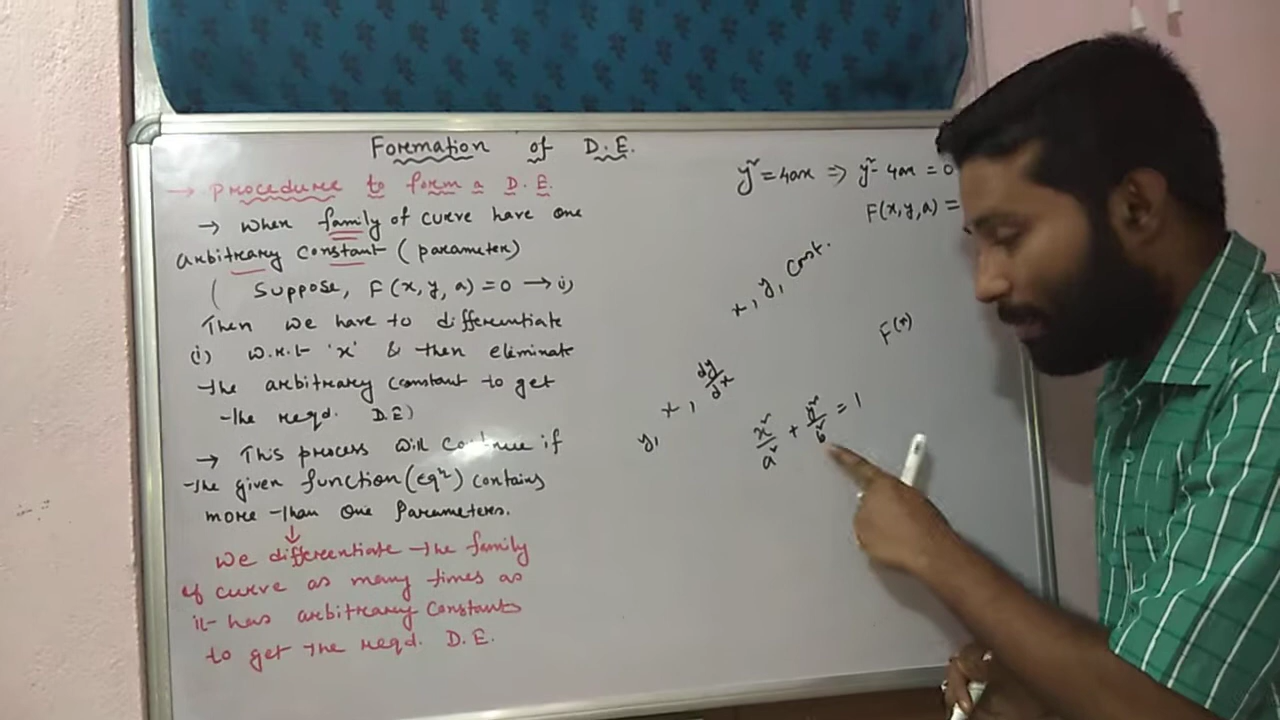 Formation of D.E.
→ procedure to form a D.E.
→ When family of curve have one
arbitrary constant (parameter)
( Suppose, F(x, y, a) = 0 → i)
Then we have to differentiate
(i) w.r.t 'x' & then eliminate
the arbitrary constant to get
the reqd. D.E)
→ This process will continue if
the given function (eqⁿ) contains
more than one parameters.
↓
We differentiate the family
of curve as many times as
it has arbitrary constants
to get the reqd. D.E.
y² = 4ax ⇒ y² - 4ax = 0
F(x, y, a) =
x, y, const.
F(x)
y, x, dy/dx
x²/a² + y²/b² = 1